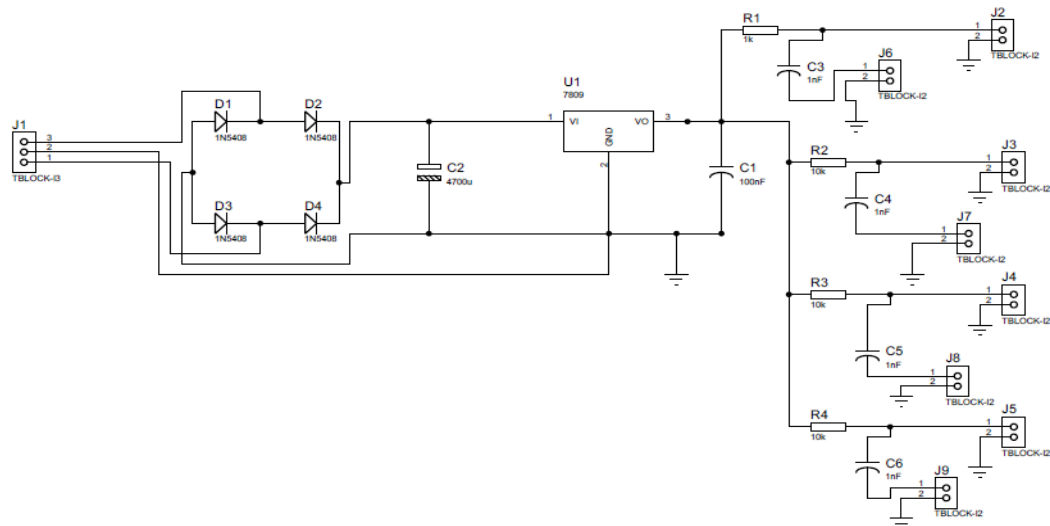 J1
3
2
1
TBLOCK-I3
D1
1N5408
D2
1N5408
D3
1N5408
D4
1N5408
C2
4700u
U1
7809
1
VI
VO
3
GND
2
C1
100nF
R1
1k
C3
1nF
J2
1
2
TBLOCK-I2
J6
1
2
TBLOCK-I2
R2
10k
C4
1nF
J3
1
2
TBLOCK-I2
J7
1
2
TBLOCK-I2
R3
10k
C5
1nF
J4
1
2
TBLOCK-I2
J8
1
2
TBLOCK-I2
R4
10k
C6
1nF
J5
1
2
TBLOCK-I2
J9
1
2
TBLOCK-I2